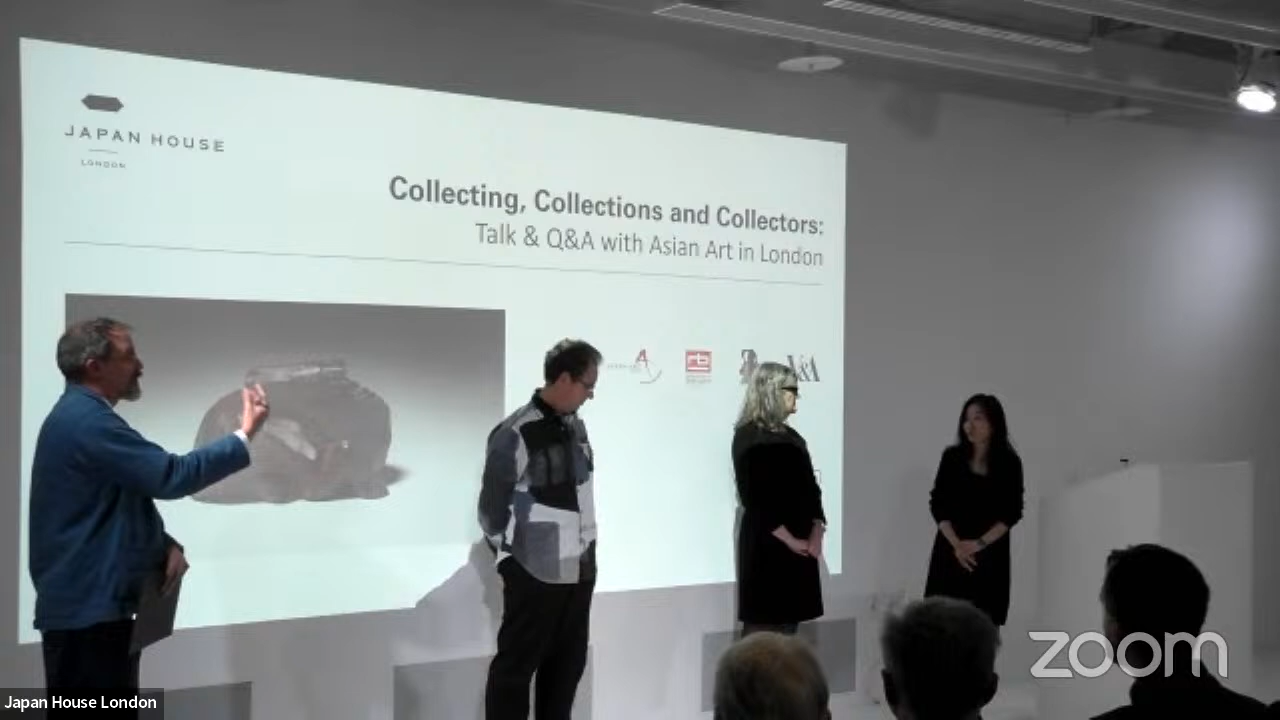 JAPAN HOUSE
LONDON
Collecting, Collections and Collectors:
Talk & Q&A with Asian Art in London
V&A
zoom
Japan House London